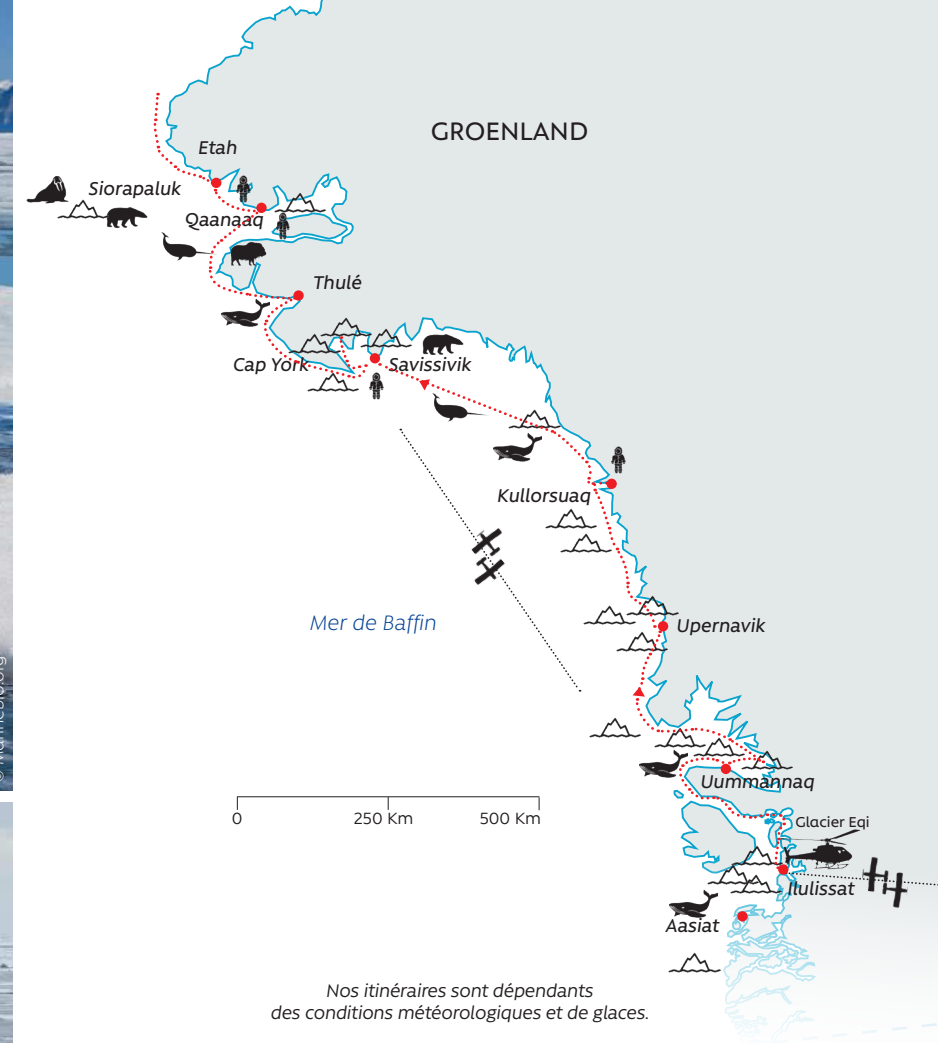 GROENLAND
Etah
Siorapaluk
Qaanaaq
Thulé
Cap York
Savissivik
Kullorsuaq
Mer de Baffin
Upernavik
Uummannaq
0
250 Km
500 Km
Glacier Eqi
Ilulissat
Aasiat
Nos itinéraires sont dépendants
des conditions météorologiques et de glaces.